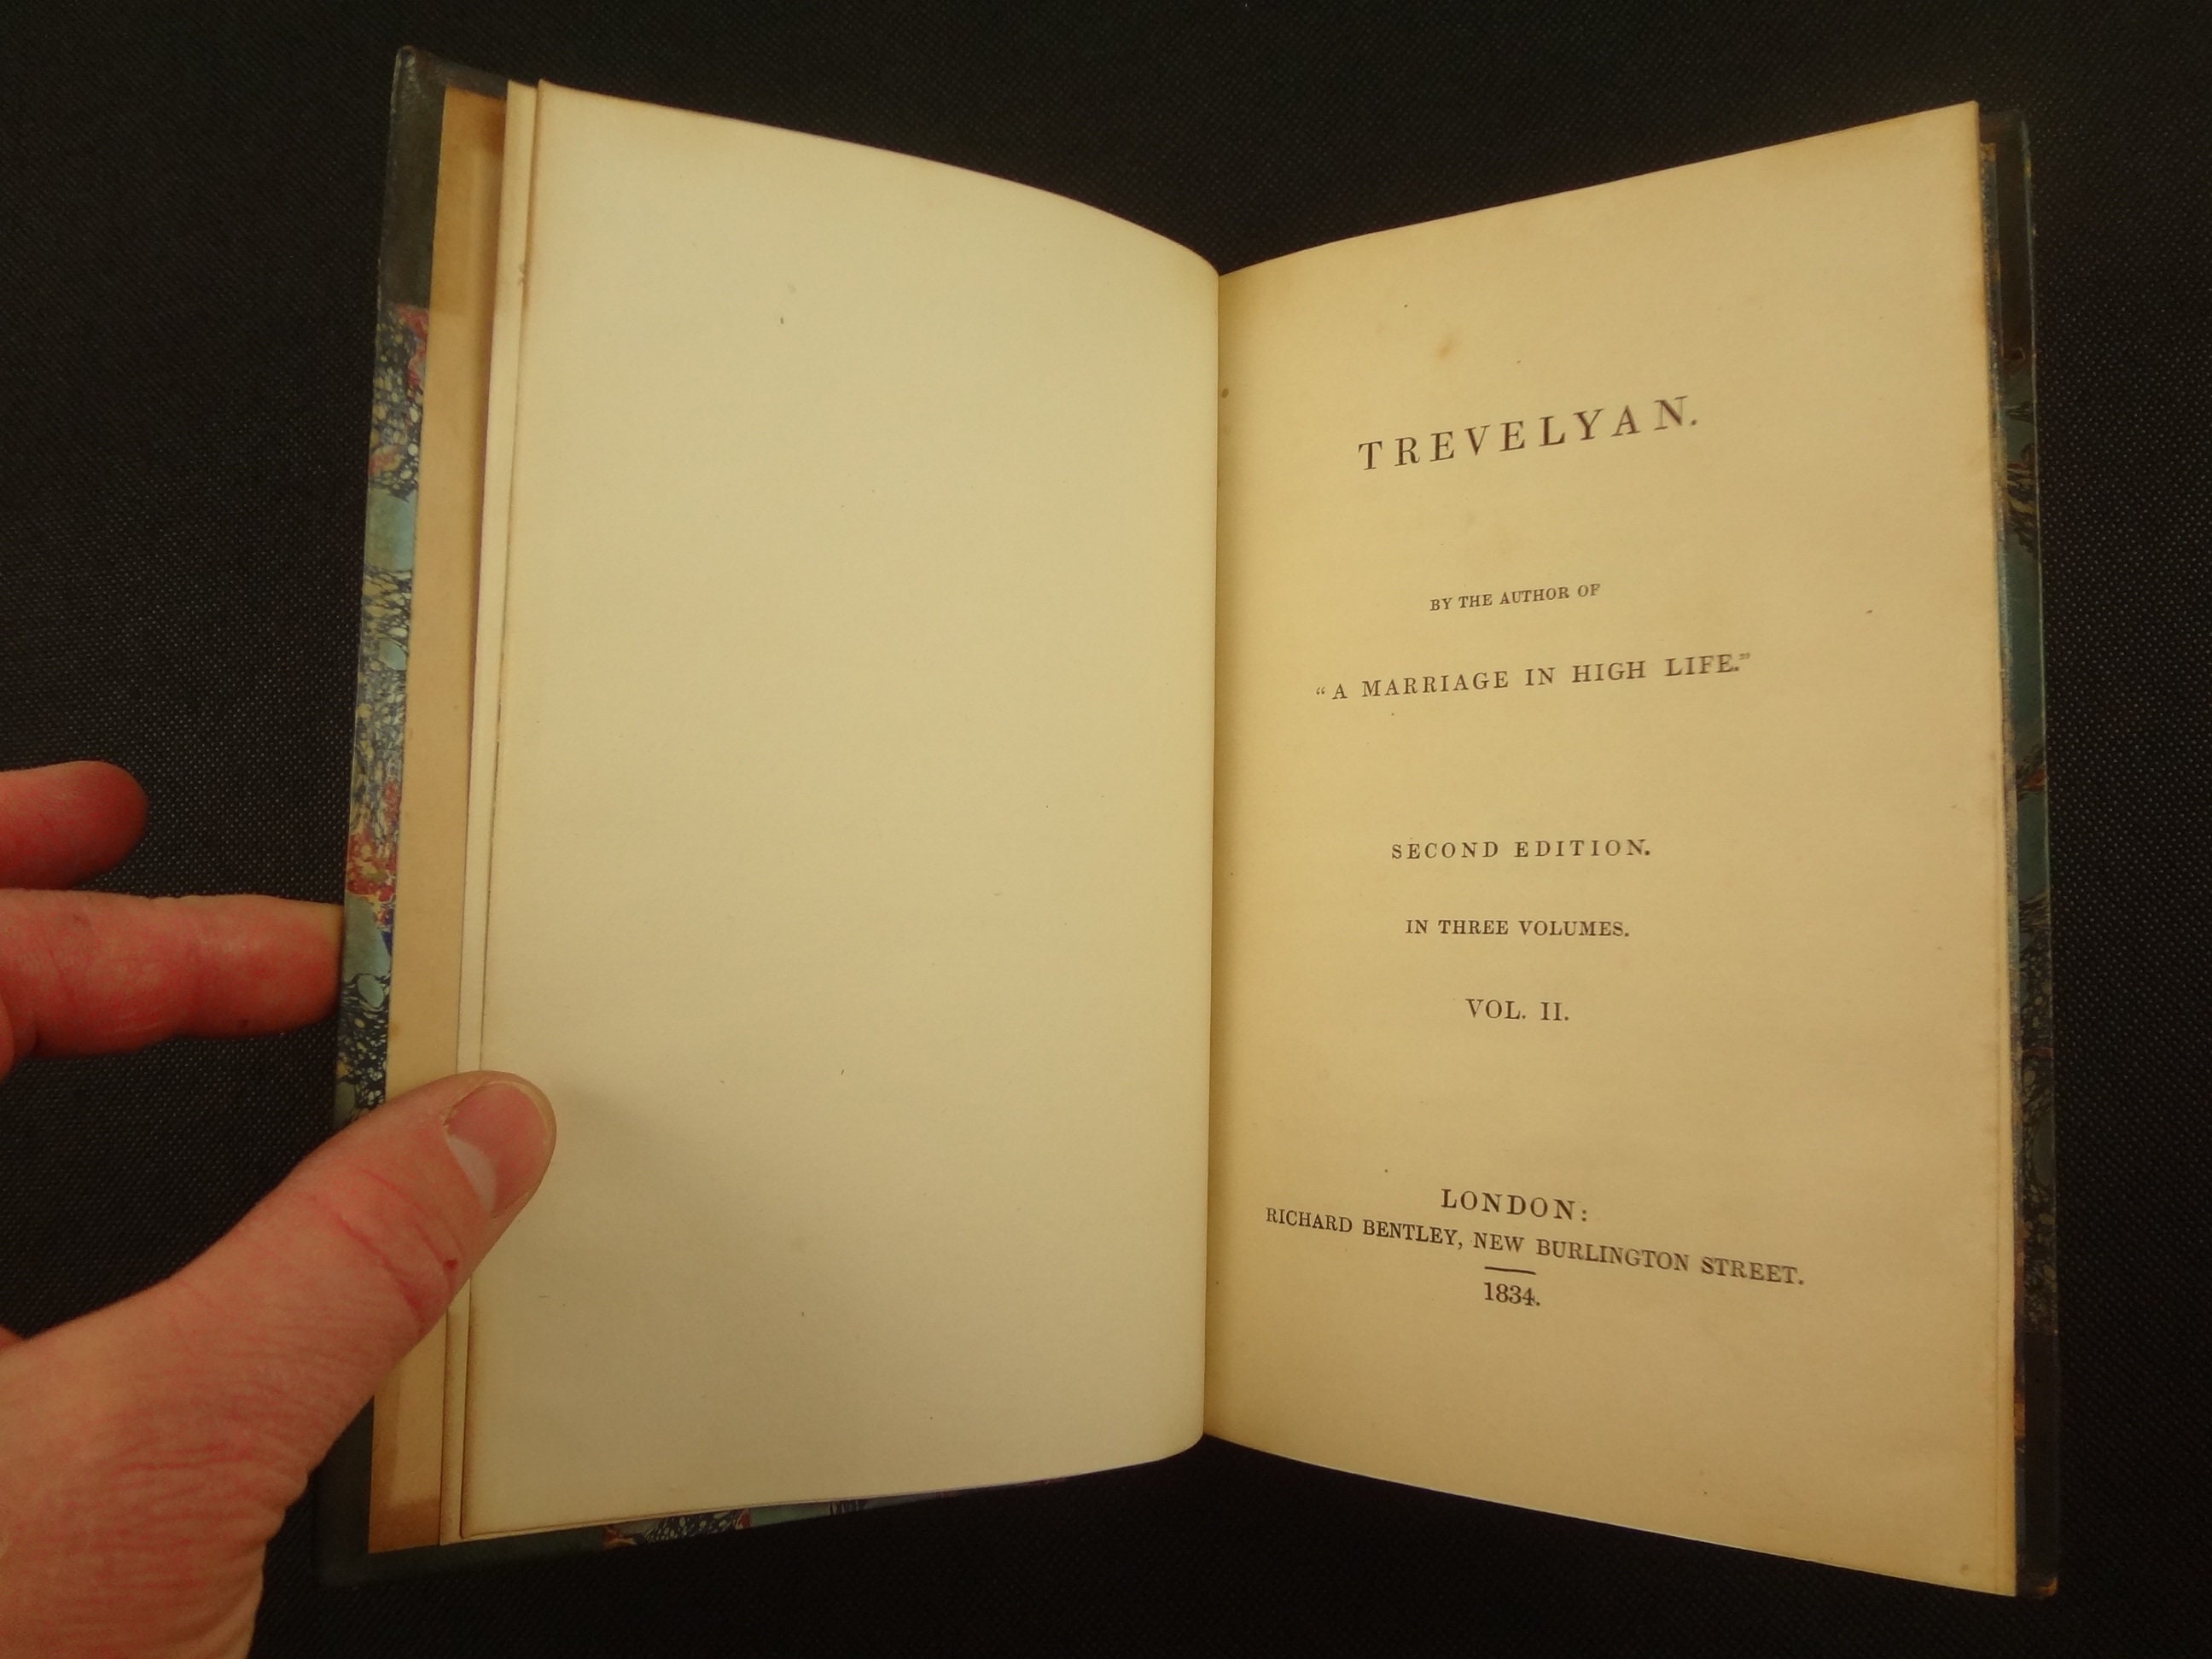 TREVELYAN.
BY THE AUTHOR OF
“A MARRIAGE IN HIGH LIFE.”
SECOND EDITION.
IN THREE VOLUMES.
VOL. II.
LONDON:
RICHARD BENTLEY, NEW BURLINGTON STREET.
1834.